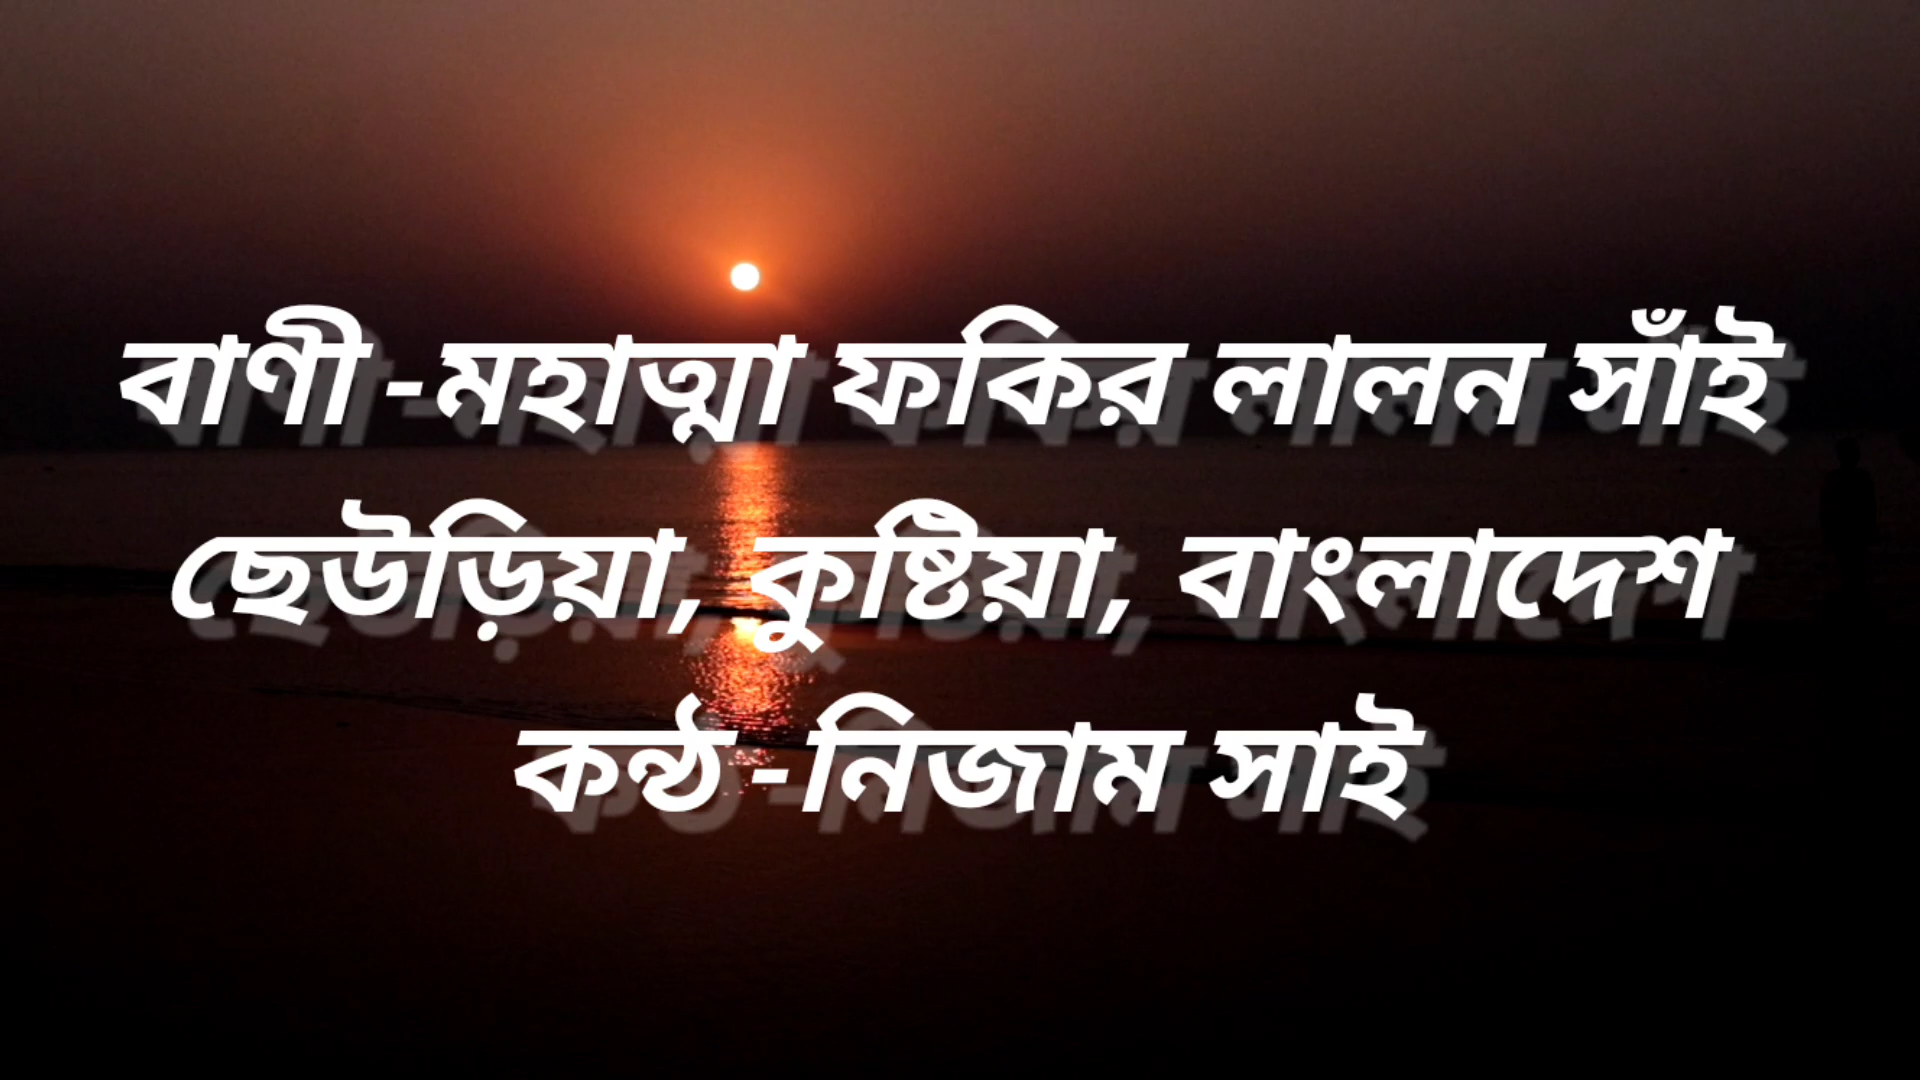 বাণী -মহাত্মা ফকির লালন সাঁই
ছেউড়িয়া, কুষ্টিয়া, বাংলাদেশ
কন্ঠ -নিজাম সাই